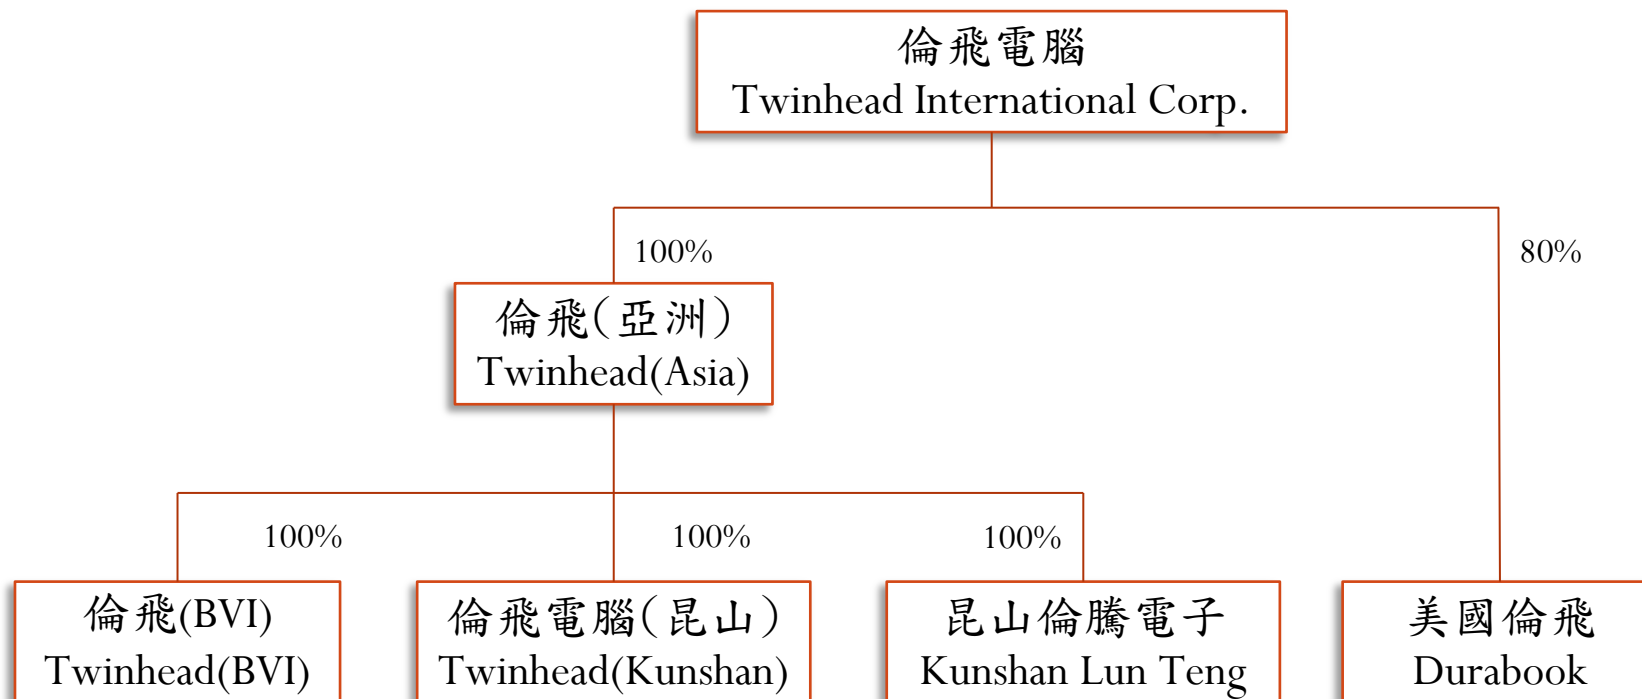 倫飛電腦
Twinhead International Corp.
100%
80%
倫飛(亞洲)
Twinhead(Asia)
100%
100%
100%
倫飛(BVI)
Twinhead(BVI)
倫飛電腦(昆山)
Twinhead(Kunshan)
昆山倫騰電子
Kunshan Lun Teng
美國倫飛
Durabook